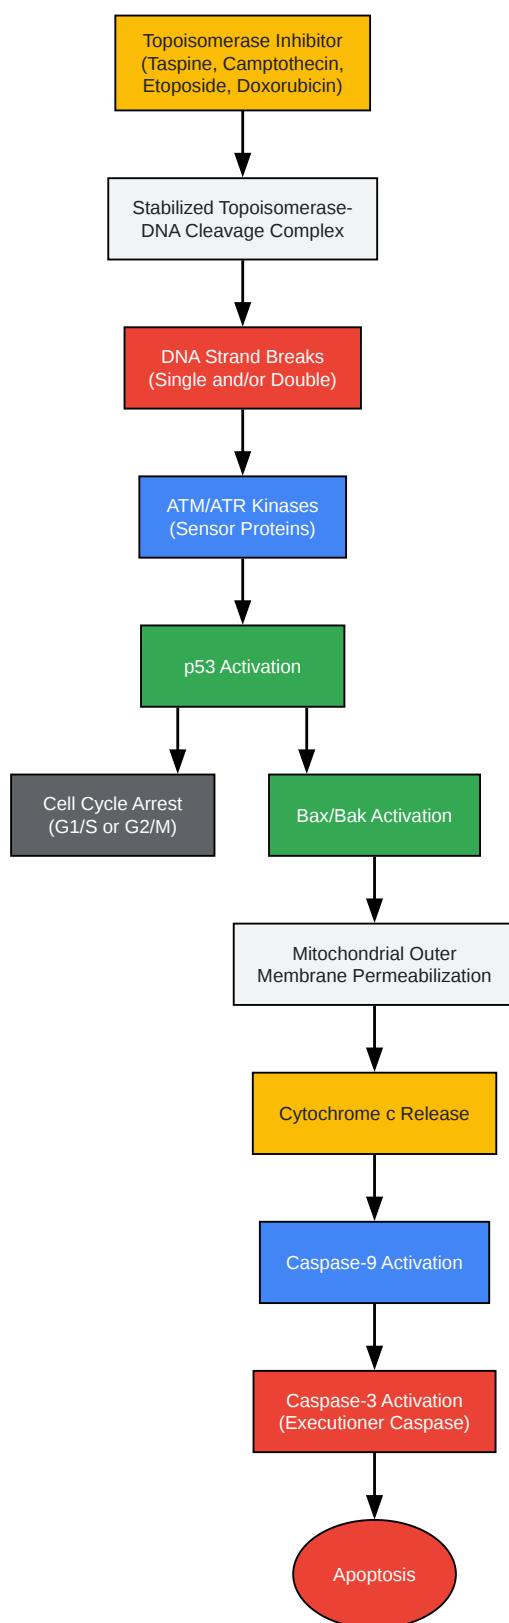 Topoisomerase Inhibitor
(Taspine, Camptothecin,
Etoposide, Doxorubicin)
Stabilized Topoisomerase-
DNA Cleavage Complex
DNA Strand Breaks
(Single and/or Double)
ATM/ATR Kinases
(Sensor Proteins)
p53 Activation
Cell Cycle Arrest
(G1/S or G2/M)
Bax/Bak Activation
Mitochondrial Outer
Membrane Permeabilization
Cytochrome c Release
Caspase-9 Activation
Caspase-3 Activation
(Executioner Caspase)
Apoptosis